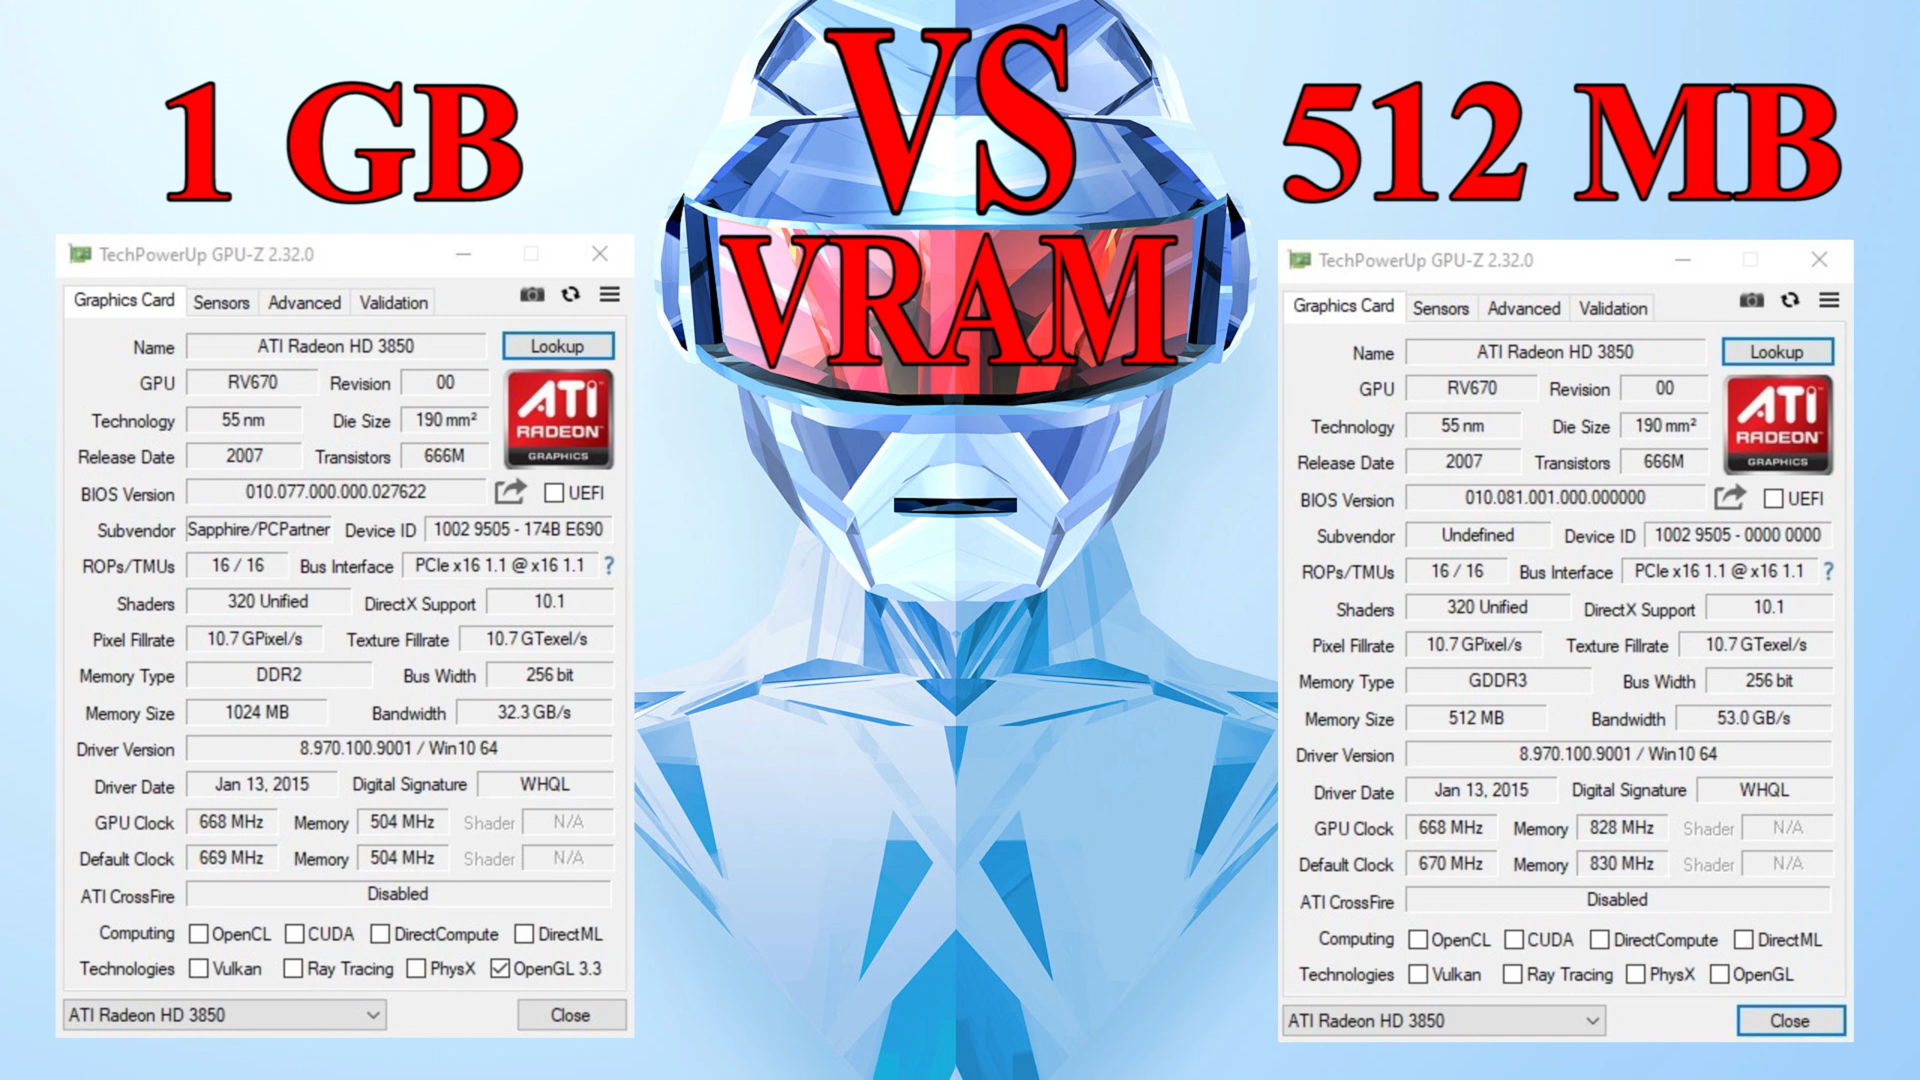 1 GB
VS
VRAM
512 MB
TechPowerUp GPU-Z 2.32.0
Graphics Card Sensors Advanced Validation
Name ATI Radeon HD 3850 Lookup
GPU RV670 Revision 00
ATI RADEON™ GRAPHICS
Technology 55 nm Die Size 190 mm²
Release Date 2007 Transistors 666M
BIOS Version 010.077.000.000.027622 UEFI
Subvendor Sapphire/PCPartner Device ID 1002 9505 - 174B E690
ROPs/TMUs 16 / 16 Bus Interface PCIe x16 1.1 @ x16 1.1 ?
Shaders 320 Unified DirectX Support 10.1
Pixel Fillrate 10.7 GPixel/s Texture Fillrate 10.7 GTexel/s
Memory Type DDR2 Bus Width 256 bit
Memory Size 1024 MB Bandwidth 32.3 GB/s
Driver Version 8.970.100.9001 / Win10 64
Driver Date Jan 13, 2015 Digital Signature WHQL
GPU Clock 668 MHz Memory 504 MHz Shader N/A
Default Clock 669 MHz Memory 504 MHz Shader N/A
ATI CrossFire Disabled
Computing OpenCL CUDA DirectCompute DirectML
Technologies Vulkan Ray Tracing PhysX OpenGL 3.3
ATI Radeon HD 3850 Close
TechPowerUp GPU-Z 2.32.0
Graphics Card Sensors Advanced Validation
Name ATI Radeon HD 3850 Lookup
GPU RV670 Revision 00
ATI RADEON™ GRAPHICS
Technology 55 nm Die Size 190 mm²
Release Date 2007 Transistors 666M
BIOS Version 010.081.001.000.000000 UEFI
Subvendor Undefined Device ID 1002 9505 - 0000 0000
ROPs/TMUs 16 / 16 Bus Interface PCIe x16 1.1 @ x16 1.1 ?
Shaders 320 Unified DirectX Support 10.1
Pixel Fillrate 10.7 GPixel/s Texture Fillrate 10.7 GTexel/s
Memory Type GDDR3 Bus Width 256 bit
Memory Size 512 MB Bandwidth 53.0 GB/s
Driver Version 8.970.100.9001 / Win10 64
Driver Date Jan 13, 2015 Digital Signature WHQL
GPU Clock 668 MHz Memory 828 MHz Shader N/A
Default Clock 670 MHz Memory 830 MHz Shader N/A
ATI CrossFire Disabled
Computing OpenCL CUDA DirectCompute DirectML
Technologies Vulkan Ray Tracing PhysX OpenGL
ATI Radeon HD 3850 Close